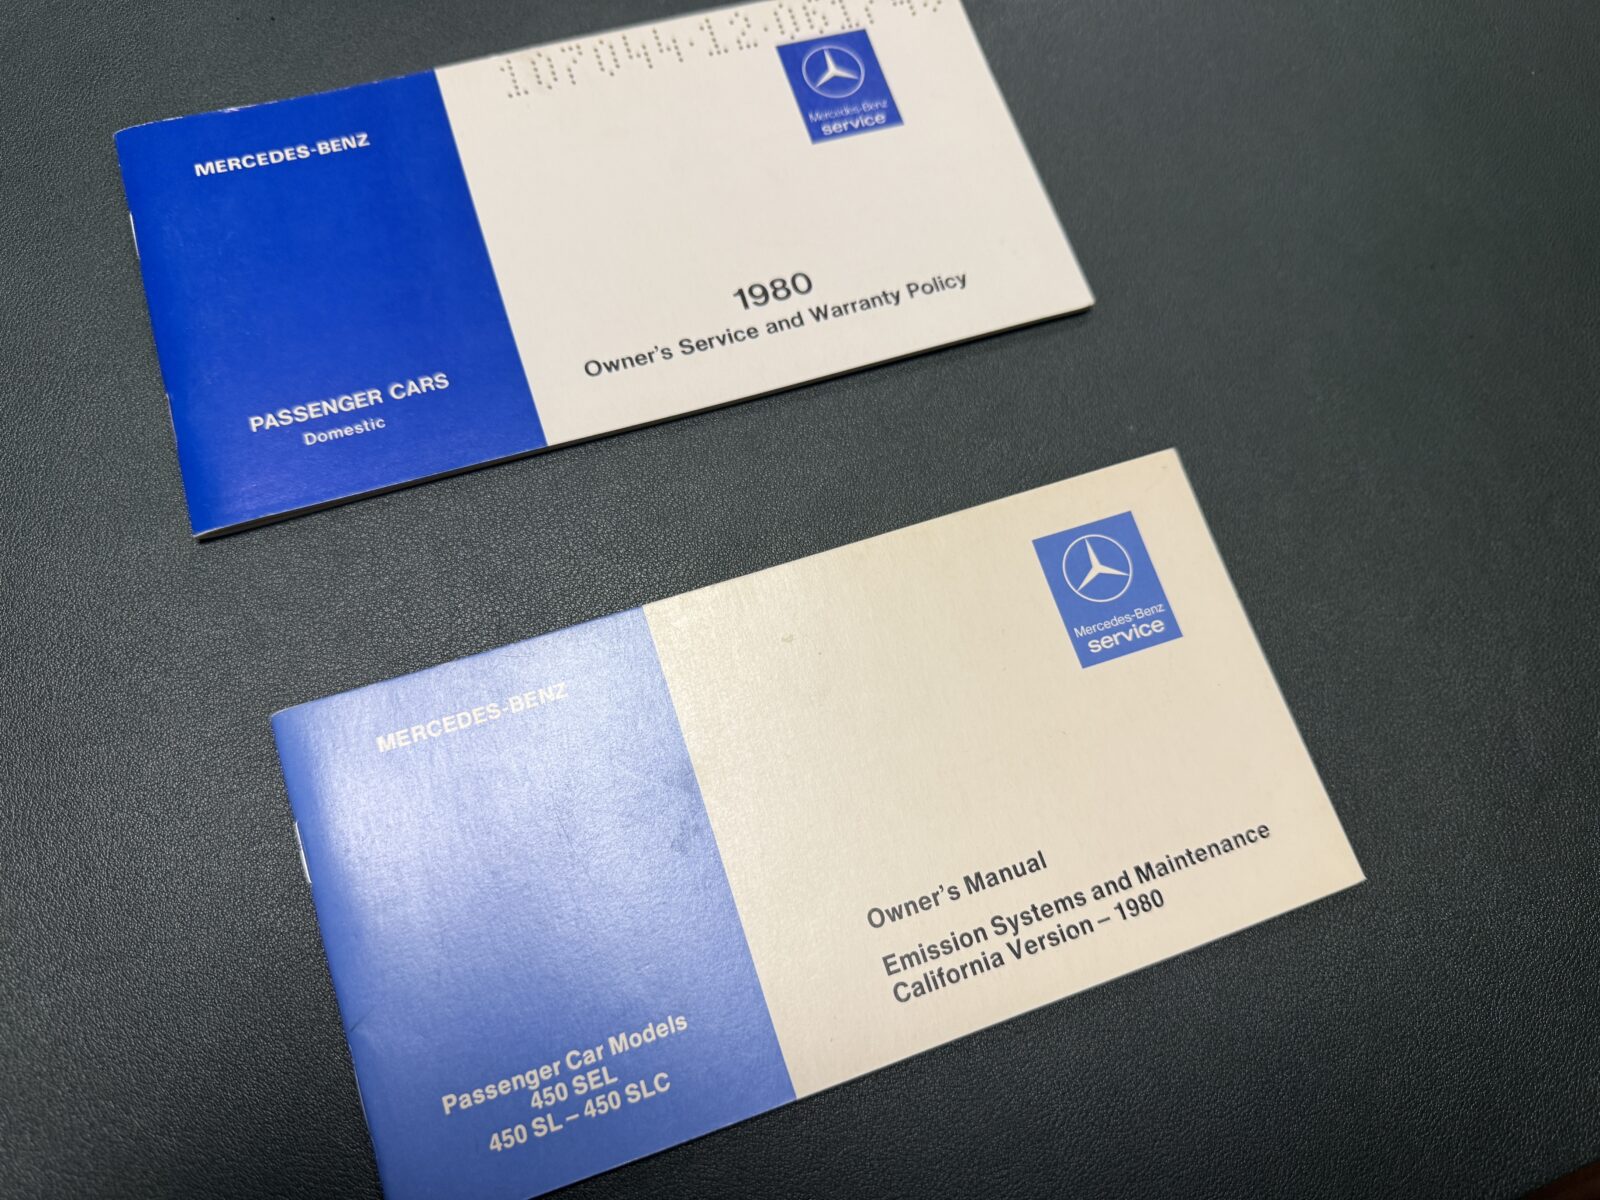 107044-12-
MERCEDES-BENZ
Mercedes-Benz
service
1980
Owner's Service and Warranty Policy
PASSENGER CARS
Domestic
MERCEDES-BENZ
Mercedes-Benz
service
Owner's Manual
Emission Systems and Maintenance
California Version – 1980
Passenger Car Models
450 SEL
450 SL – 450 SLC